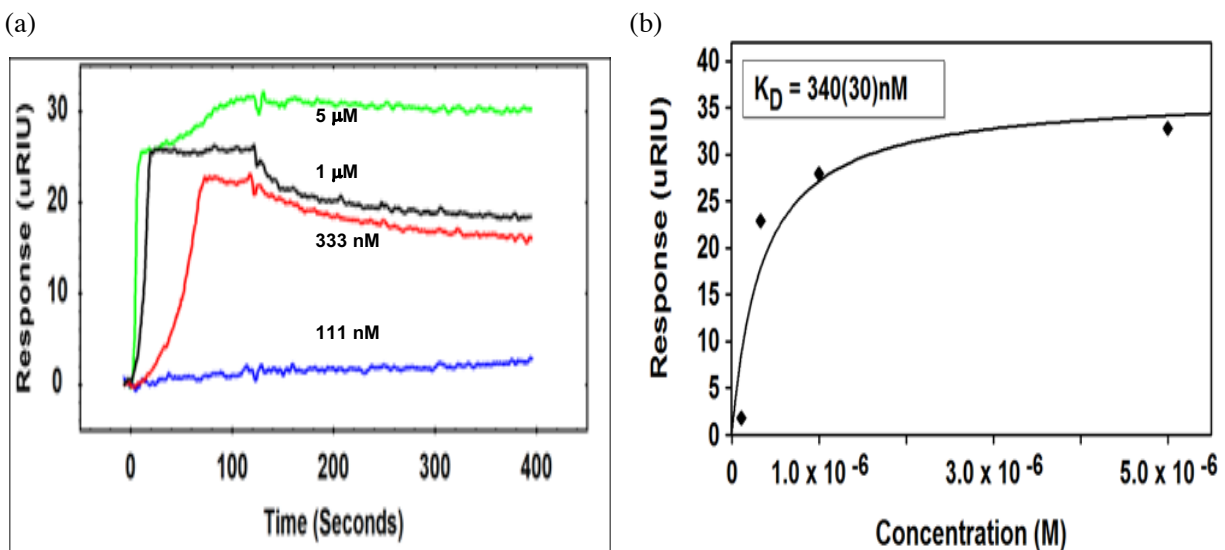 (a)
Response (uRIU)
30
20
10
0
5 μM
1 μM
333 nM
111 nM
0 100 200 300 400
Time (Seconds)
(b)
Response (uRIU)
40
35
30
25
20
15
10
5
0
K_D = 340(30)nM
0 1.0 x 10⁻⁶ 3.0 x 10⁻⁶ 5.0 x 10⁻⁶
Concentration (M)